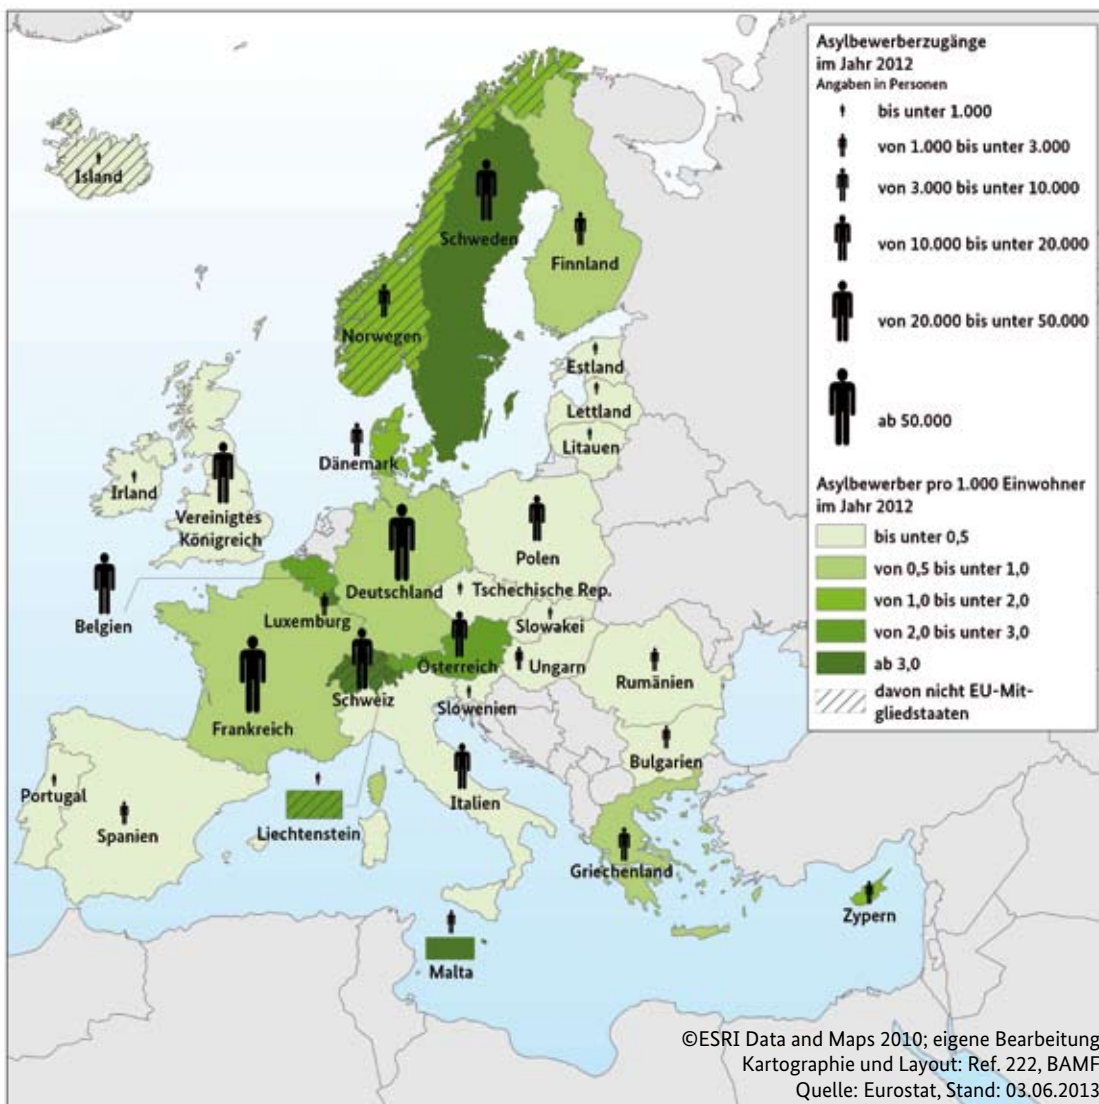 Asylbewerberzugänge
im Jahr 2012
Angaben in Personen
bis unter 1.000
von 1.000 bis unter 3.000
von 3.000 bis unter 10.000
von 10.000 bis unter 20.000
von 20.000 bis unter 50.000
ab 50.000
Asylbewerber pro 1.000 Einwohner
im Jahr 2012
bis unter 0,5
von 0,5 bis unter 1,0
von 1,0 bis unter 2,0
von 2,0 bis unter 3,0
ab 3,0
davon nicht EU-Mit-
gliedstaaten
Island
Schweden
Finnland
Norwegen
Estland
Lettland
Litauen
Dänemark
Irland
Vereinigtes
Königreich
Polen
Deutschland
Tschechische Rep.
Belgien
Luxemburg
Slowakei
Österreich
Ungarn
Rumänien
Schweiz
Slowenien
Frankreich
Bulgarien
Portugal
Italien
Spanien
Liechtenstein
Griechenland
Zypern
Malta
©ESRI Data and Maps 2010; eigene Bearbeitung
Kartographie und Layout: Ref. 222, BAMF
Quelle: Eurostat, Stand: 03.06.2013